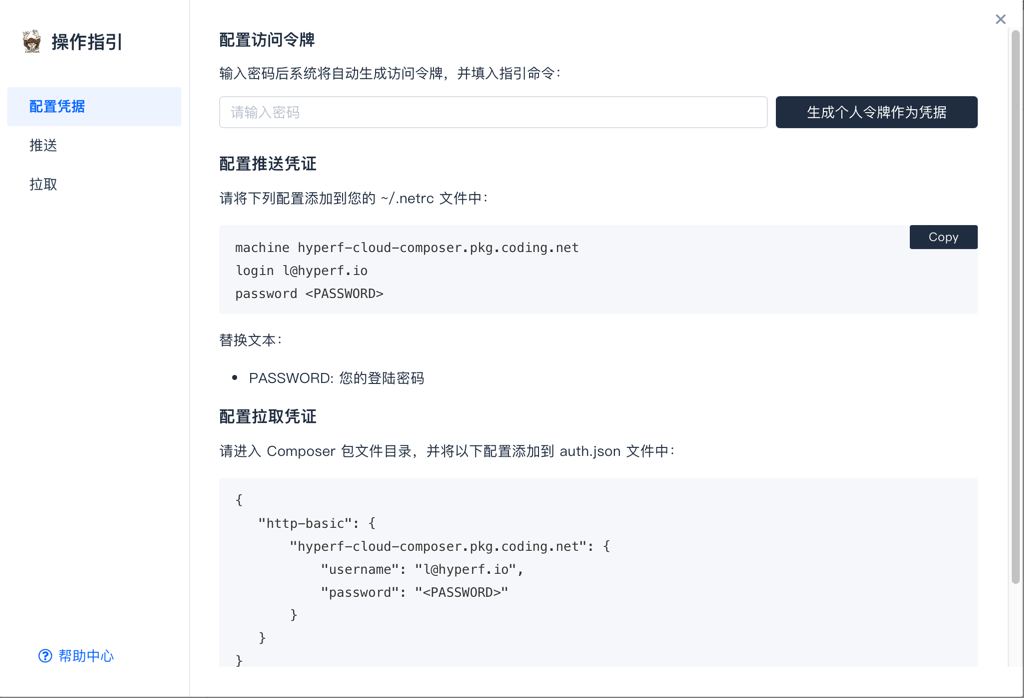 操作指引
配置凭据
推送
拉取
帮助中心
配置访问令牌
输入密码后系统将自动生成访问令牌，并填入指引命令：
请输入密码
生成个人令牌作为凭据
配置推送凭证
请将下列配置添加到您的 ~/.netrc 文件中：
Copy
machine hyperf-cloud-composer.pkg.coding.net
login l@hyperf.io
password <PASSWORD>
替换文本：
• PASSWORD: 您的登陆密码
配置拉取凭证
请进入 Composer 包文件目录，并将以下配置添加到 auth.json 文件中：
{
   "http-basic": {
       "hyperf-cloud-composer.pkg.coding.net": {
           "username": "l@hyperf.io",
           "password": "<PASSWORD>"
       }
   }
}